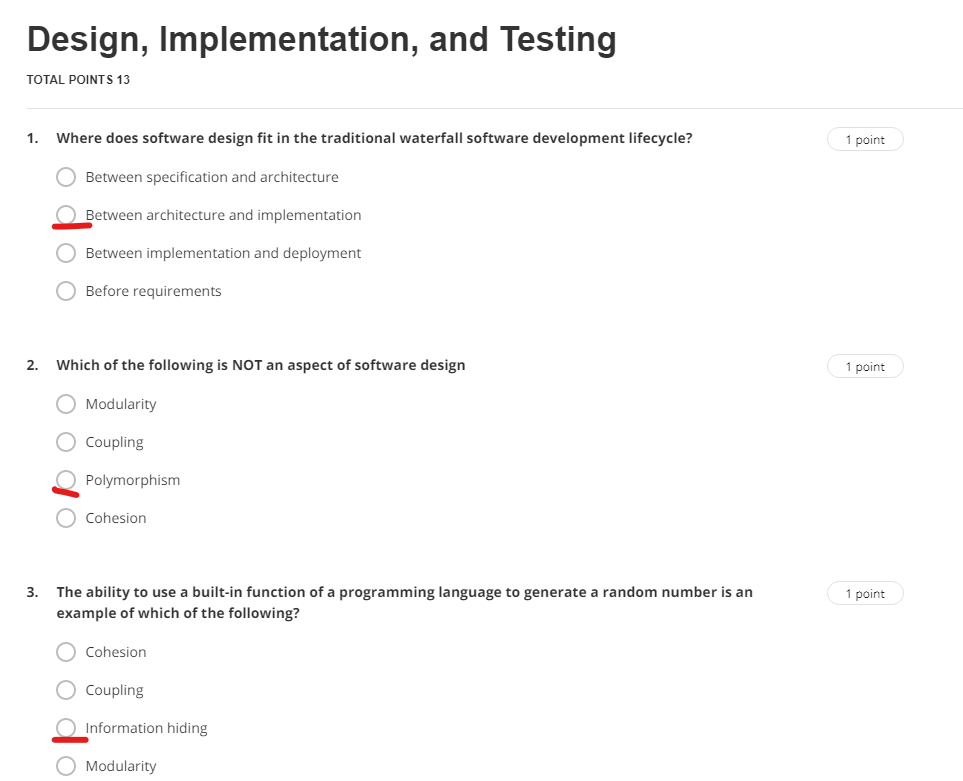 Design, Implementation, and Testing
TOTAL POINTS 13
1. Where does software design fit in the traditional waterfall software development lifecycle? 1 point
Between specification and architecture
Between architecture and implementation
Between implementation and deployment
Before requirements
2. Which of the following is NOT an aspect of software design 1 point
Modularity
Coupling
Polymorphism
Cohesion
3. The ability to use a built-in function of a programming language to generate a random number is an 1 point
example of which of the following?
Cohesion
Coupling
Information hiding
Modularity